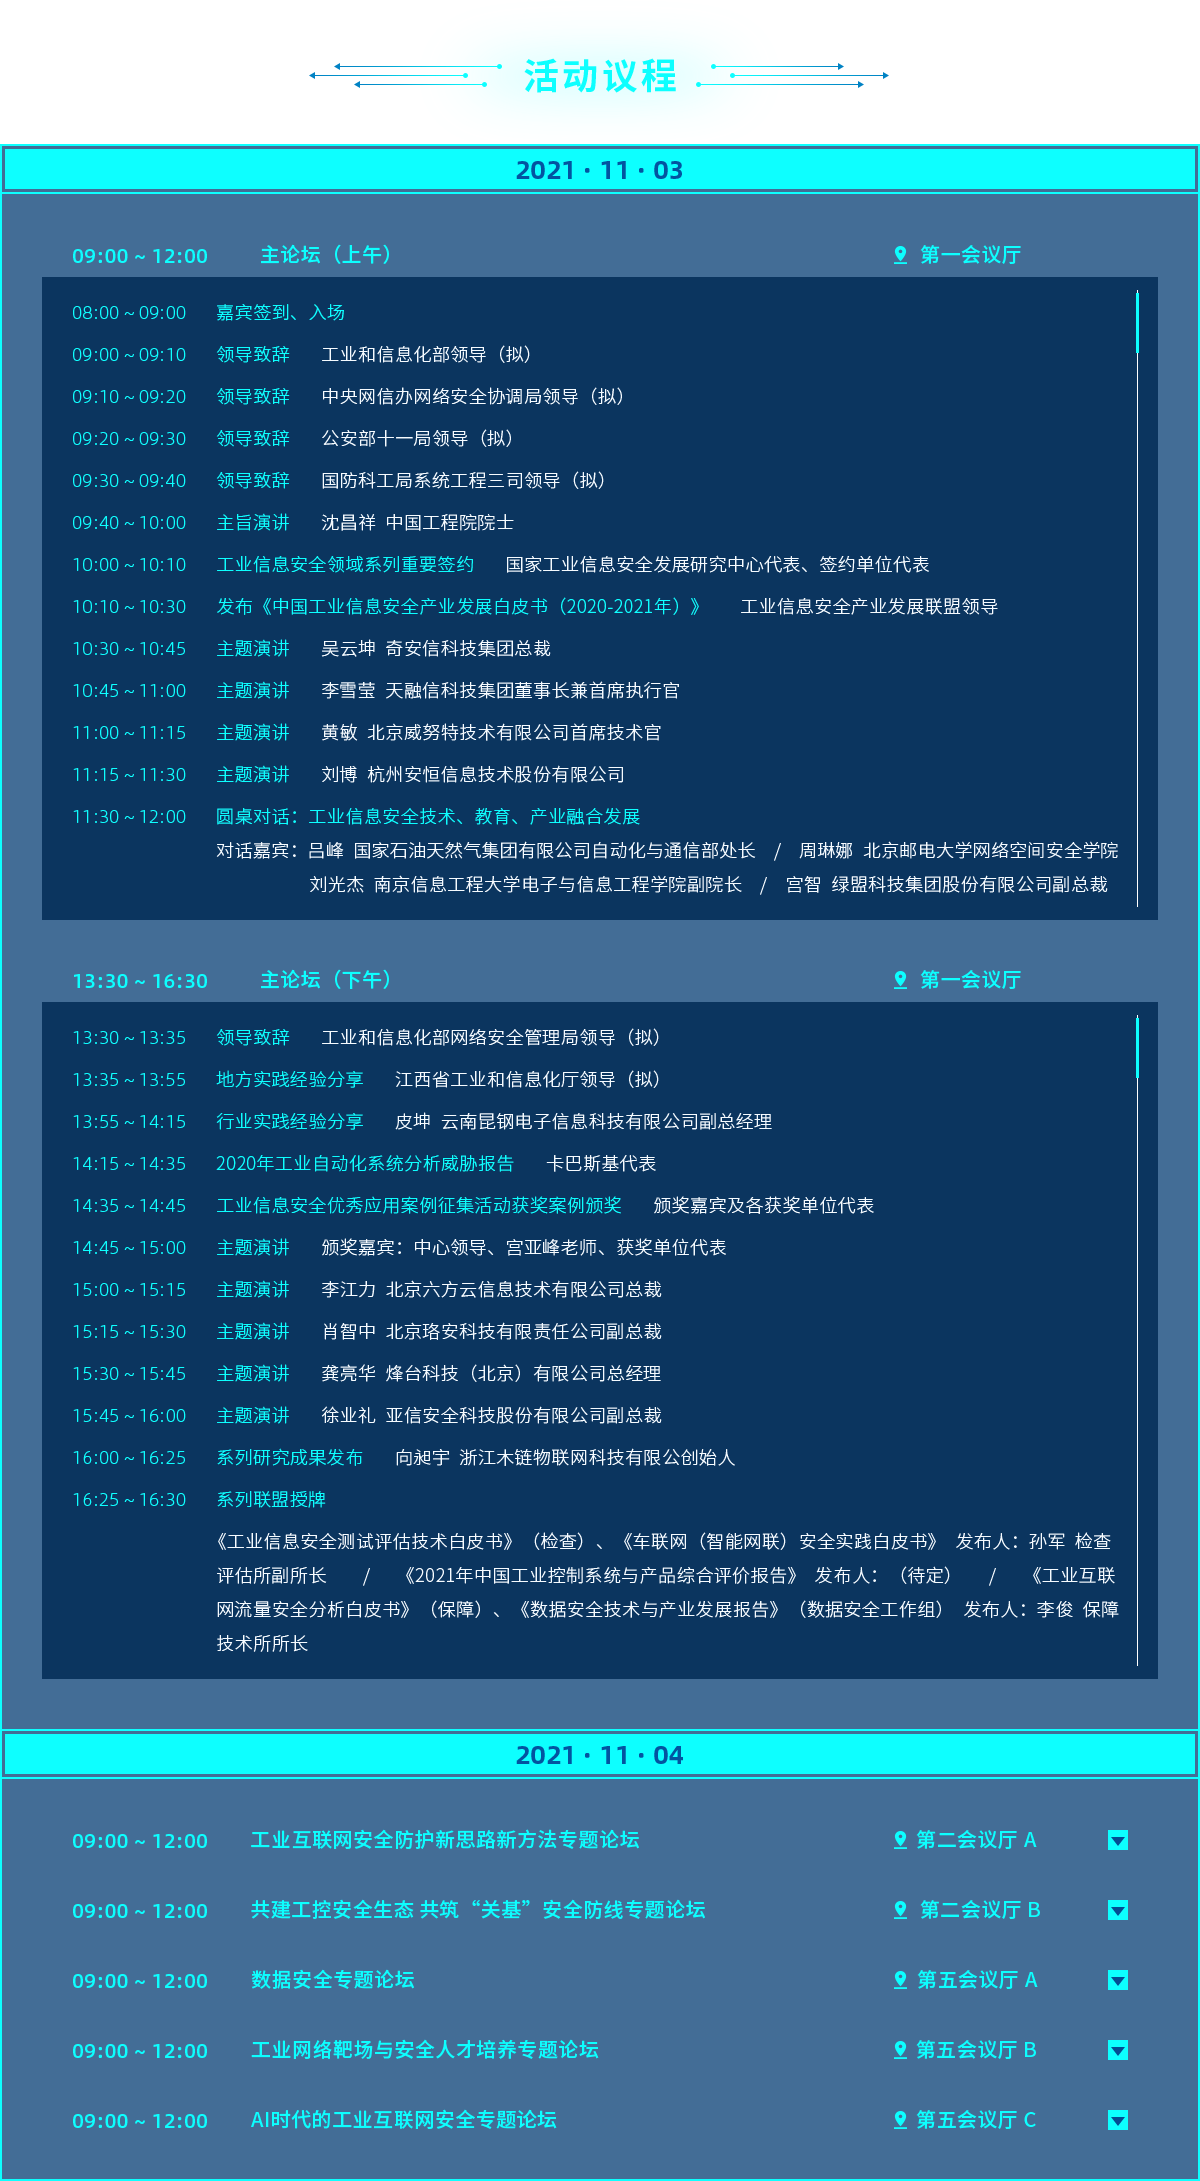 活动议程
2021 · 11 · 03
09:00 ~ 12:00 主论坛（上午） 第一会议厅
08:00 ~ 09:00 嘉宾签到、入场
09:00 ~ 09:10 领导致辞 工业和信息化部领导（拟）
09:10 ~ 09:20 领导致辞 中央网信办网络安全协调局领导（拟）
09:20 ~ 09:30 领导致辞 公安部十一局领导（拟）
09:30 ~ 09:40 领导致辞 国防科工局系统工程三司领导（拟）
09:40 ~ 10:00 主旨演讲 沈昌祥 中国工程院院士
10:00 ~ 10:10 工业信息安全领域系列重要签约 国家工业信息安全发展研究中心代表、签约单位代表
10:10 ~ 10:30 发布《中国工业信息安全产业发展白皮书（2020-2021年）》 工业信息安全产业发展联盟领导
10:30 ~ 10:45 主题演讲 吴云坤 奇安信科技集团总裁
10:45 ~ 11:00 主题演讲 李雪莹 天融信科技集团董事长兼首席执行官
11:00 ~ 11:15 主题演讲 黄敏 北京威努特技术有限公司首席技术官
11:15 ~ 11:30 主题演讲 刘博 杭州安恒信息技术股份有限公司
11:30 ~ 12:00 圆桌对话：工业信息安全技术、教育、产业融合发展
对话嘉宾：吕峰 国家石油天然气集团有限公司自动化与通信部处长 / 周琳娜 北京邮电大学网络空间安全学院
刘光杰 南京信息工程大学电子与信息工程学院副院长 / 宫智 绿盟科技集团股份有限公司副总裁
13:30 ~ 16:30 主论坛（下午） 第一会议厅
13:30 ~ 13:35 领导致辞 工业和信息化部网络安全管理局领导（拟）
13:35 ~ 13:55 地方实践经验分享 江西省工业和信息化厅领导（拟）
13:55 ~ 14:15 行业实践经验分享 皮坤 云南昆钢电子信息科技有限公司副总经理
14:15 ~ 14:35 2020年工业自动化系统分析威胁报告 卡巴斯基代表
14:35 ~ 14:45 工业信息安全优秀应用案例征集活动获奖案例颁奖 颁奖嘉宾及各获奖单位代表
14:45 ~ 15:00 主题演讲 颁奖嘉宾：中心领导、宫亚峰老师、获奖单位代表
15:00 ~ 15:15 主题演讲 李江力 北京六方云信息技术有限公司总裁
15:15 ~ 15:30 主题演讲 肖智中 北京珞安科技有限责任公司副总裁
15:30 ~ 15:45 主题演讲 龚亮华 烽台科技（北京）有限公司总经理
15:45 ~ 16:00 主题演讲 徐业礼 亚信安全科技股份有限公司副总裁
16:00 ~ 16:25 系列研究成果发布 向昶宇 浙江木链物联网科技有限公创始人
16:25 ~ 16:30 系列联盟授牌
《工业信息安全测试评估技术白皮书》（检查）、《车联网（智能网联）安全实践白皮书》 发布人：孙军 检查
评估所副所长 / 《2021年中国工业控制系统与产品综合评价报告》 发布人：（待定） / 《工业互联
网流量安全分析白皮书》（保障）、《数据安全技术与产业发展报告》（数据安全工作组） 发布人：李俊 保障
技术所所长
2021 · 11 · 04
09:00 ~ 12:00 工业互联网安全防护新思路新方法专题论坛 第二会议厅 A
09:00 ~ 12:00 共建工控安全生态 共筑“关基”安全防线专题论坛 第二会议厅 B
09:00 ~ 12:00 数据安全专题论坛 第五会议厅 A
09:00 ~ 12:00 工业网络靶场与安全人才培养专题论坛 第五会议厅 B
09:00 ~ 12:00 AI时代的工业互联网安全专题论坛 第五会议厅 C